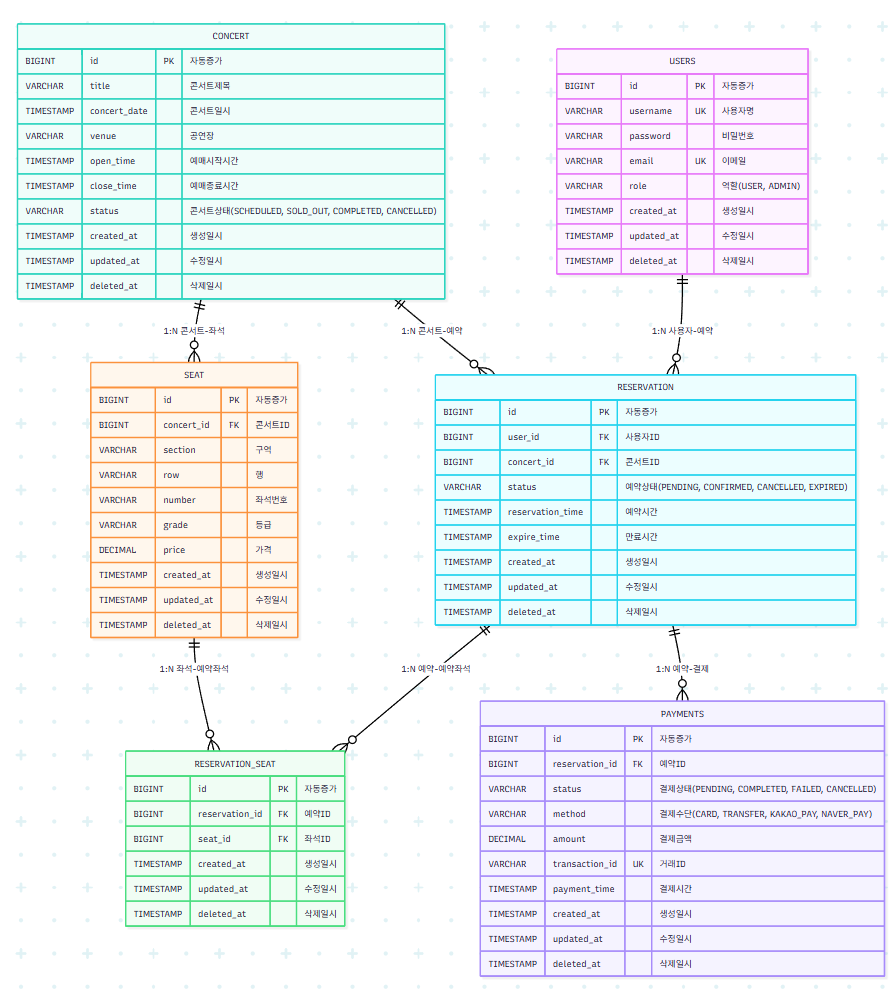 CONCERT
BIGINT id PK 자동증가
VARCHAR title 콘서트제목
TIMESTAMP concert_date 콘서트일시
VARCHAR venue 공연장
TIMESTAMP open_time 예매시작시간
TIMESTAMP close_time 예매종료시간
VARCHAR status 콘서트상태(SCHEDULED, SOLD_OUT, COMPLETED, CANCELLED)
TIMESTAMP created_at 생성일시
TIMESTAMP updated_at 수정일시
TIMESTAMP deleted_at 삭제일시
USERS
BIGINT id PK 자동증가
VARCHAR username UK 사용자명
VARCHAR password 비밀번호
VARCHAR email UK 이메일
VARCHAR role 역할(USER, ADMIN)
TIMESTAMP created_at 생성일시
TIMESTAMP updated_at 수정일시
TIMESTAMP deleted_at 삭제일시
1:N 콘서트-좌석
1:N 콘서트-예약
1:N 사용자-예약
SEAT
BIGINT id PK 자동증가
BIGINT concert_id FK 콘서트ID
VARCHAR section 구역
VARCHAR row 행
VARCHAR number 좌석번호
VARCHAR grade 등급
DECIMAL price 가격
TIMESTAMP created_at 생성일시
TIMESTAMP updated_at 수정일시
TIMESTAMP deleted_at 삭제일시
RESERVATION
BIGINT id PK 자동증가
BIGINT user_id FK 사용자ID
BIGINT concert_id FK 콘서트ID
VARCHAR status 예약상태(PENDING, CONFIRMED, CANCELLED, EXPIRED)
TIMESTAMP reservation_time 예약시간
TIMESTAMP expire_time 만료시간
TIMESTAMP created_at 생성일시
TIMESTAMP updated_at 수정일시
TIMESTAMP deleted_at 삭제일시
1:N 좌석-예약좌석
1:N 예약-예약좌석
1:N 예약-결제
RESERVATION_SEAT
BIGINT id PK 자동증가
BIGINT reservation_id FK 예약ID
BIGINT seat_id FK 좌석ID
TIMESTAMP created_at 생성일시
TIMESTAMP updated_at 수정일시
TIMESTAMP deleted_at 삭제일시
PAYMENTS
BIGINT id PK 자동증가
BIGINT reservation_id FK 예약ID
VARCHAR status 결제상태(PENDING, COMPLETED, FAILED, CANCELLED)
VARCHAR method 결제수단(CARD, TRANSFER, KAKAO_PAY, NAVER_PAY)
DECIMAL amount 결제금액
VARCHAR transaction_id UK 거래ID
TIMESTAMP payment_time 결제시간
TIMESTAMP created_at 생성일시
TIMESTAMP updated_at 수정일시
TIMESTAMP deleted_at 삭제일시